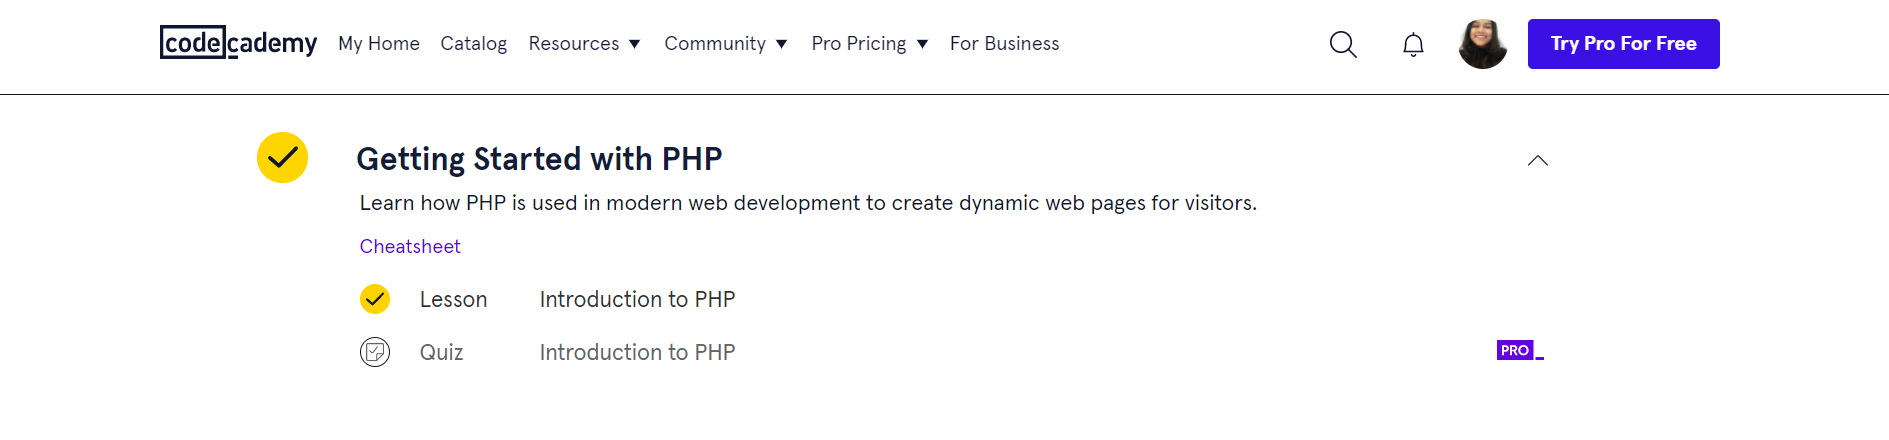 codecademy My Home Catalog Resources Community Pro Pricing For Business Try Pro For Free
Getting Started with PHP
Learn how PHP is used in modern web development to create dynamic web pages for visitors.
Cheatsheet
Lesson Introduction to PHP
Quiz Introduction to PHP PRO_